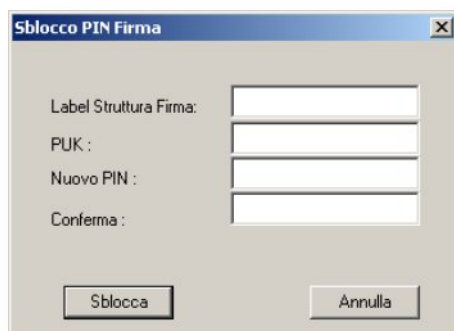 Sblocco PIN Firma
Label Struttura Firma:
PUK :
Nuovo PIN :
Conferma :
Sblocca Annulla